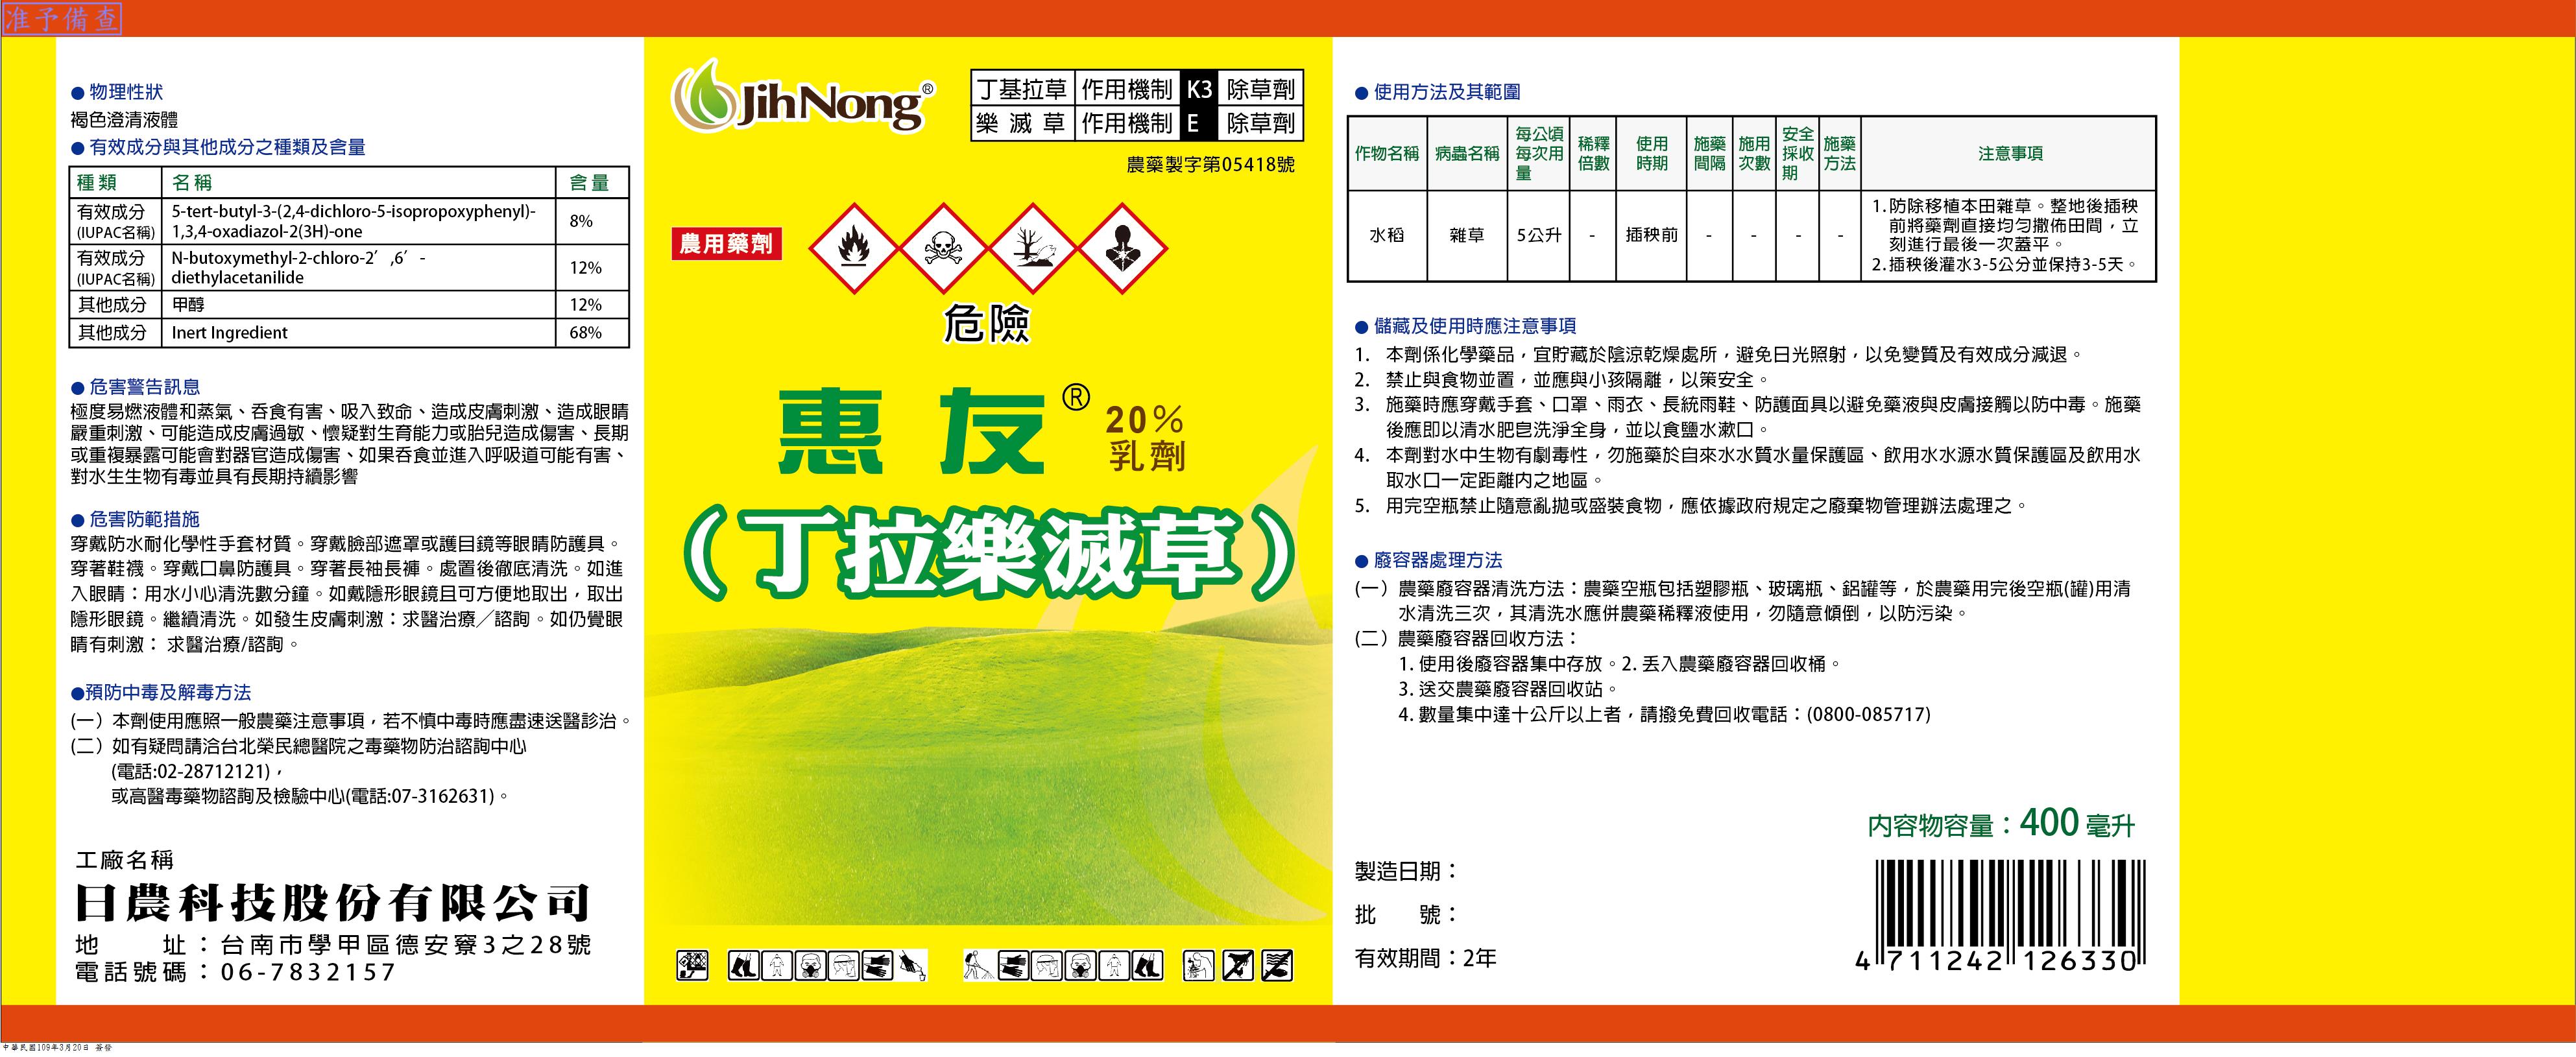 准予備查
● 物理性狀
褐色澄清液體
● 有效成分與其他成分之種類及含量
種類 名稱 含量
有效成分 (IUPAC名稱) 5-tert-butyl-3-(2,4-dichloro-5-isopropoxyphenyl)-
1,3,4-oxadiazol-2(3H)-one 8%
有效成分 (IUPAC名稱) N-butoxymethyl-2-chloro-2′,6′-
diethylacetanilide 12%
其他成分 甲醇 12%
其他成分 Inert Ingredient 68%
● 危害警告訊息
極度易燃液體和蒸氣、吞食有害、吸入致命、造成皮膚刺激、造成眼睛
嚴重刺激、可能造成皮膚過敏、懷疑對生育能力或胎兒造成傷害、長期
或重複暴露可能會對器官造成傷害、如果吞食並進入呼吸道可能有害、
對水生生物有毒並具有長期持續影響
● 危害防範措施
穿戴防水耐化學性手套材質。穿戴臉部遮罩或護目鏡等眼睛防護具。
穿著鞋襪。穿戴口鼻防護具。穿著長袖長褲。處置後徹底清洗。如進
入眼睛：用水小心清洗數分鐘。如戴隱形眼鏡且可方便地取出，取出
隱形眼鏡。繼續清洗。如發生皮膚刺激：求醫治療／諮詢。如仍覺眼
睛有刺激： 求醫治療/諮詢。
●預防中毒及解毒方法
(一）本劑使用應照一般農藥注意事項，若不慎中毒時應盡速送醫診治。
(二）如有疑問請洽台北榮民總醫院之毒藥物防治諮詢中心
(電話:02-28712121)，
或高醫毒藥物諮詢及檢驗中心(電話:07-3162631)。
工廠名稱
日農科技股份有限公司
地　　址：台南市學甲區德安寮3之28號
電話號碼：06-7832157
JihNong®
丁基拉草 作用機制 K3 除草劑
樂滅草 作用機制 E 除草劑
農藥製字第05418號
農用藥劑
危險
惠友® 20%
乳劑
（丁拉樂滅草）
● 使用方法及其範圍
作物名稱 病蟲名稱 每公頃每次用量 稀釋倍數 使用時期 施藥間隔 施用次數 安全採收期 施藥方法 注意事項
水稻 雜草 5公升 - 插秧前 - - - - 1.防除移植本田雜草。整地後插秧
前將藥劑直接均勻撒佈田間，立
刻進行最後一次蓋平。
2.插秧後灌水3-5公分並保持3-5天。
● 儲藏及使用時應注意事項
1. 本劑係化學藥品，宜貯藏於陰涼乾燥處所，避免日光照射，以免變質及有效成分減退。
2. 禁止與食物並置，並應與小孩隔離，以策安全。
3. 施藥時應穿戴手套、口罩、雨衣、長統雨鞋、防護面具以避免藥液與皮膚接觸以防中毒。施藥
後應即以清水肥皂洗淨全身，並以食鹽水漱口。
4. 本劑對水中生物有劇毒性，勿施藥於自來水水質水量保護區、飲用水水源水質保護區及飲用水
取水口一定距離內之地區。
5. 用完空瓶禁止隨意亂拋或盛裝食物，應依據政府規定之廢棄物管理辦法處理之。
● 廢容器處理方法
(一）農藥廢容器清洗方法：農藥空瓶包括塑膠瓶、玻璃瓶、鋁罐等，於農藥用完後空瓶(罐)用清
水清洗三次，其清洗水應併農藥稀釋液使用，勿隨意傾倒，以防污染。
(二）農藥廢容器回收方法：
1. 使用後廢容器集中存放。2. 丟入農藥廢容器回收桶。
3. 送交農藥廢容器回收站。
4. 數量集中達十公斤以上者，請撥免費回收電話：(0800-085717)
內容物容量：400 毫升
製造日期：
批　　號：
有效期間：2年
4 711242 126330
中華民國109年3月20日 簽發